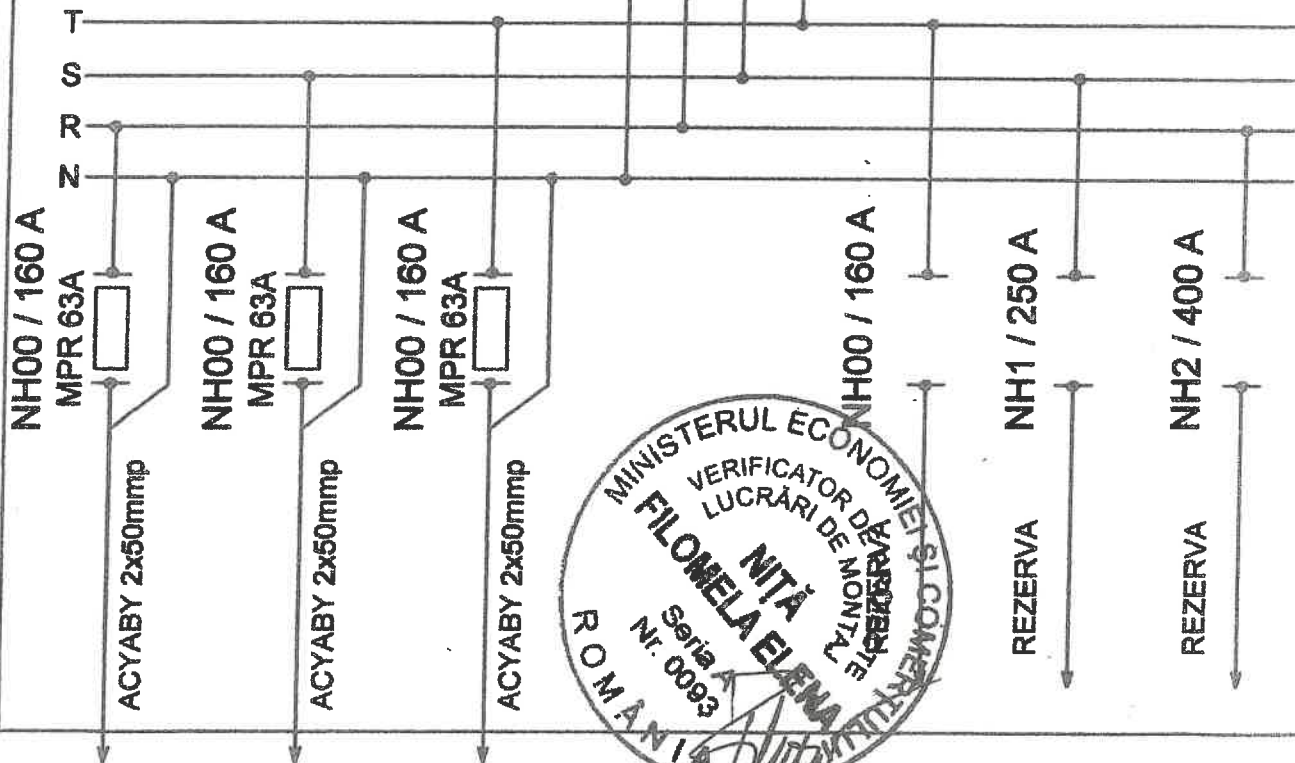 T
S
R
N
NH00 / 160 A
MPR 63A
ACYABY 2x50mmp
NH00 / 160 A
MPR 63A
ACYABY 2x50mmp
NH00 / 160 A
MPR 63A
ACYABY 2x50mmp
NH00 / 160 A
REZERVA
NH1 / 250 A
REZERVA
NH2 / 400 A
REZERVA
MINISTERUL ECONOMIEI ȘI COMERȚULUI
VERIFICATOR DE
LUCRĂRI DE MONTAJ
NIȚĂ
FILOMELA ELENA
Seria A
Nr. 0093